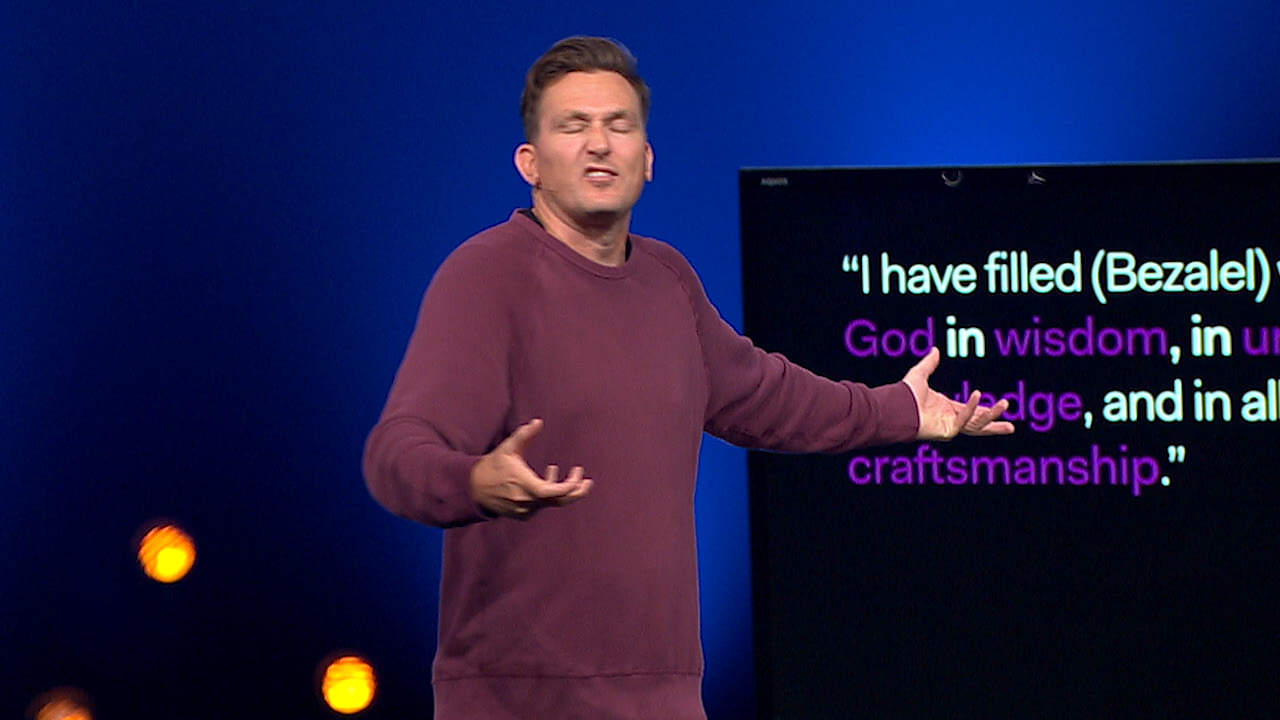 “I have filled (Bezalel)
God in wisdom, in
, and in all
craftsmanship.”